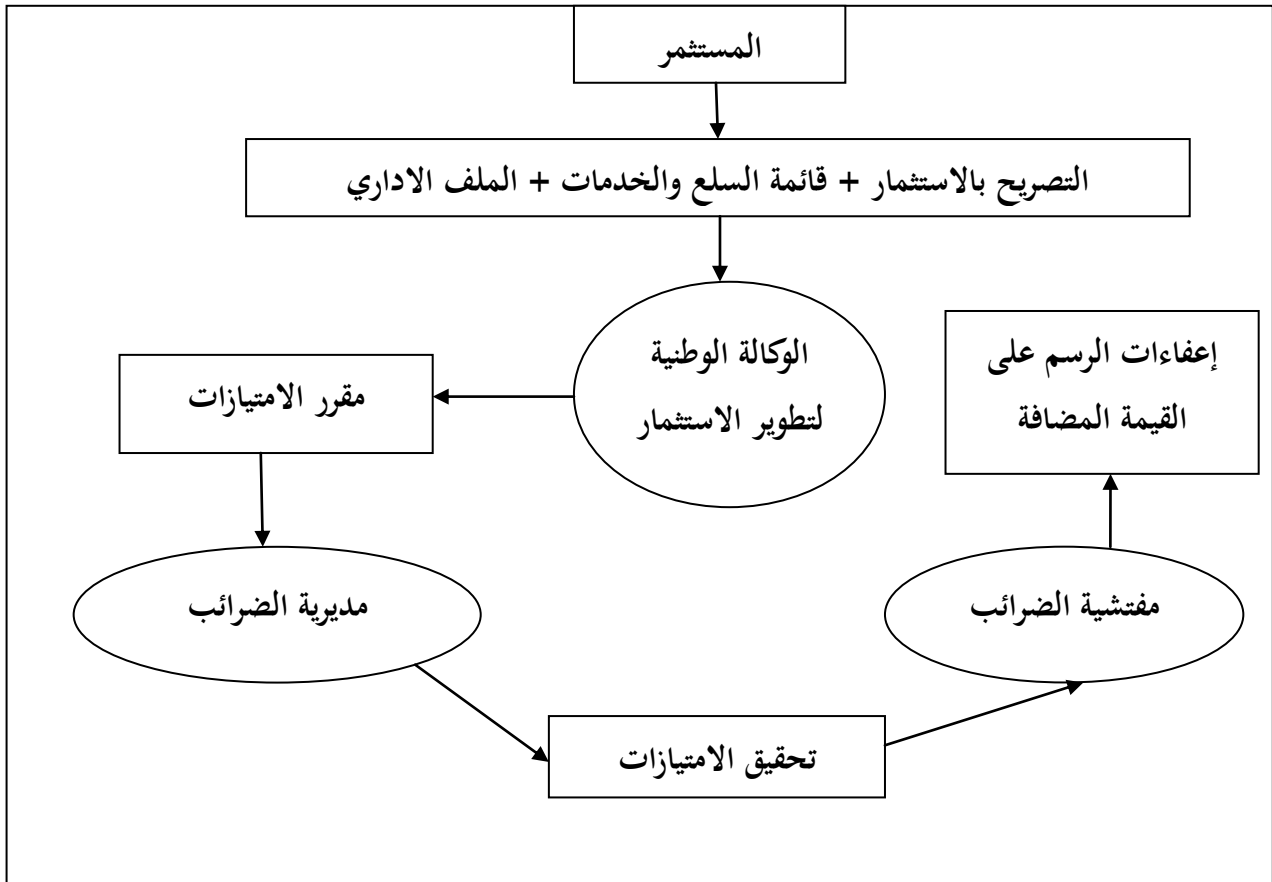 المستثمر
التصريح بالاستثمار + قائمة السلع والخدمات + الملف الاداري
الوكالة الوطنية
لتطوير الاستثمار
مقرر الامتيازات
مديرية الضرائب
تحقيق الامتيازات
مفتشية الضرائب
إعفاءات الرسم على
القيمة المضافة